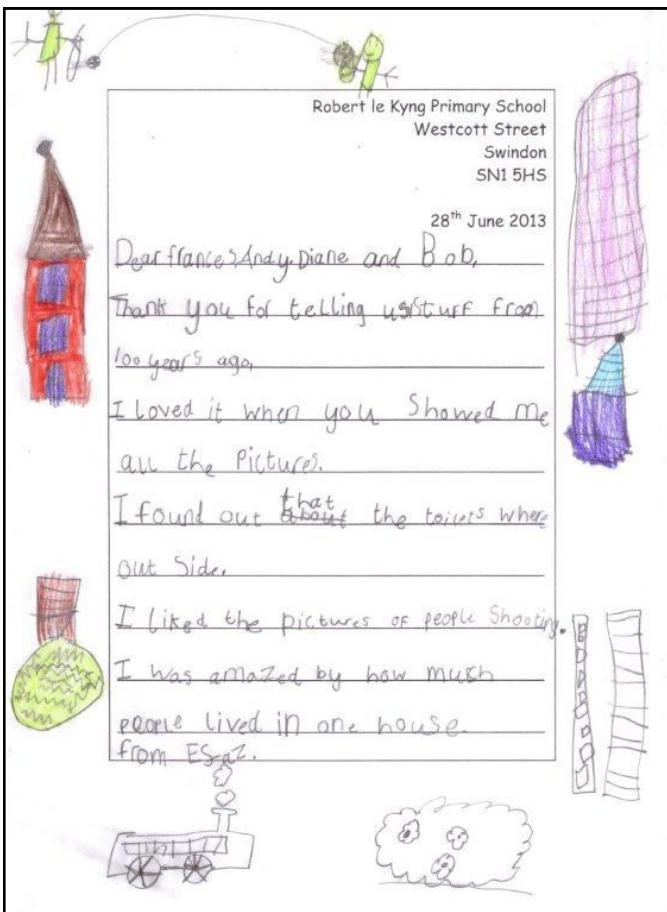 Robert le Kyng Primary School
Westcott Street
Swindon
SN1 5HS
28th June 2013
Dear frances, Andy, Diane and Bob,
Thank you for telling us stuff from
100 years ago,
I loved it when you Showed me
all the Pictures.
I found out that the toilets where
out Side.
I liked the pictures of people Shooting.
I was amazed by how much
people lived in one house.
from